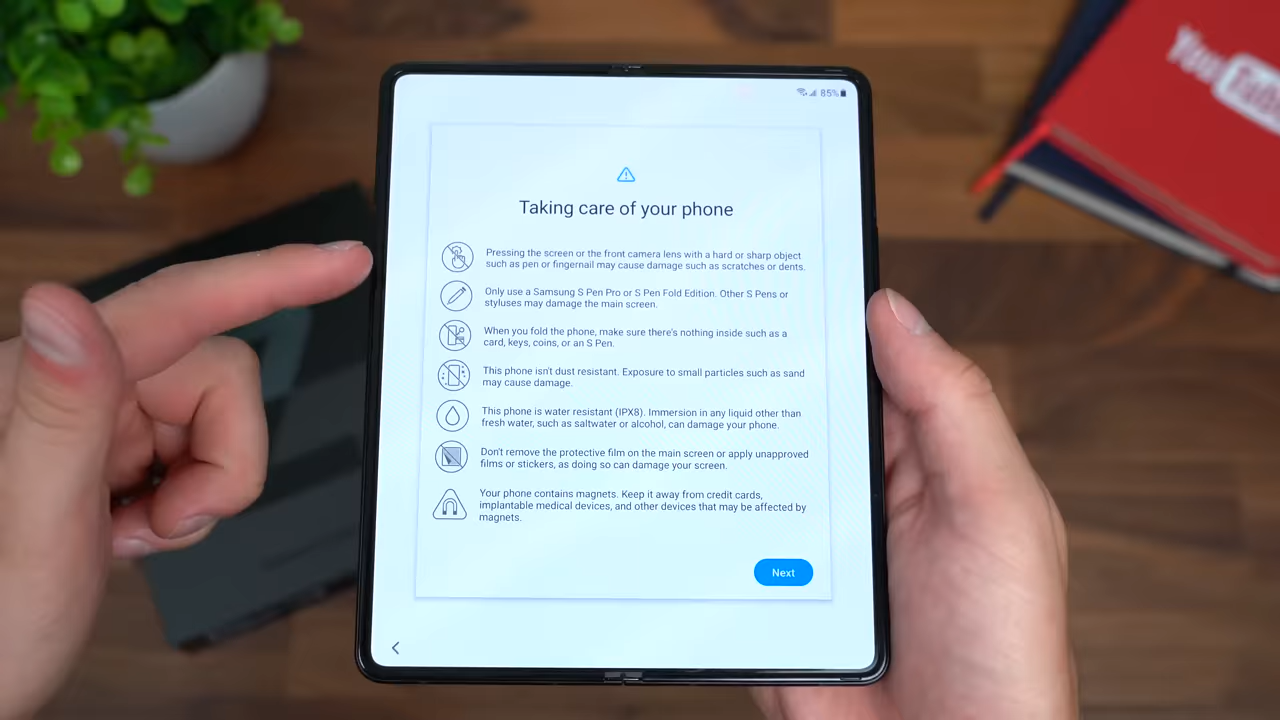 85%
You Tube
Taking care of your phone
Pressing the screen or the front camera lens with a hard or sharp object
such as pen or fingernail may cause damage such as scratches or dents.
Only use a Samsung S Pen Pro or S Pen Fold Edition. Other S Pens or
styluses may damage the main screen.
When you fold the phone, make sure there's nothing inside such as a
card, keys, coins, or an S Pen.
This phone isn't dust resistant. Exposure to small particles such as sand
may cause damage.
This phone is water resistant (IPX8). Immersion in any liquid other than
fresh water, such as saltwater or alcohol, can damage your phone.
Don't remove the protective film on the main screen or apply unapproved
films or stickers, as doing so can damage your screen.
Your phone contains magnets. Keep it away from credit cards,
implantable medical devices, and other devices that may be affected by
magnets.
Next